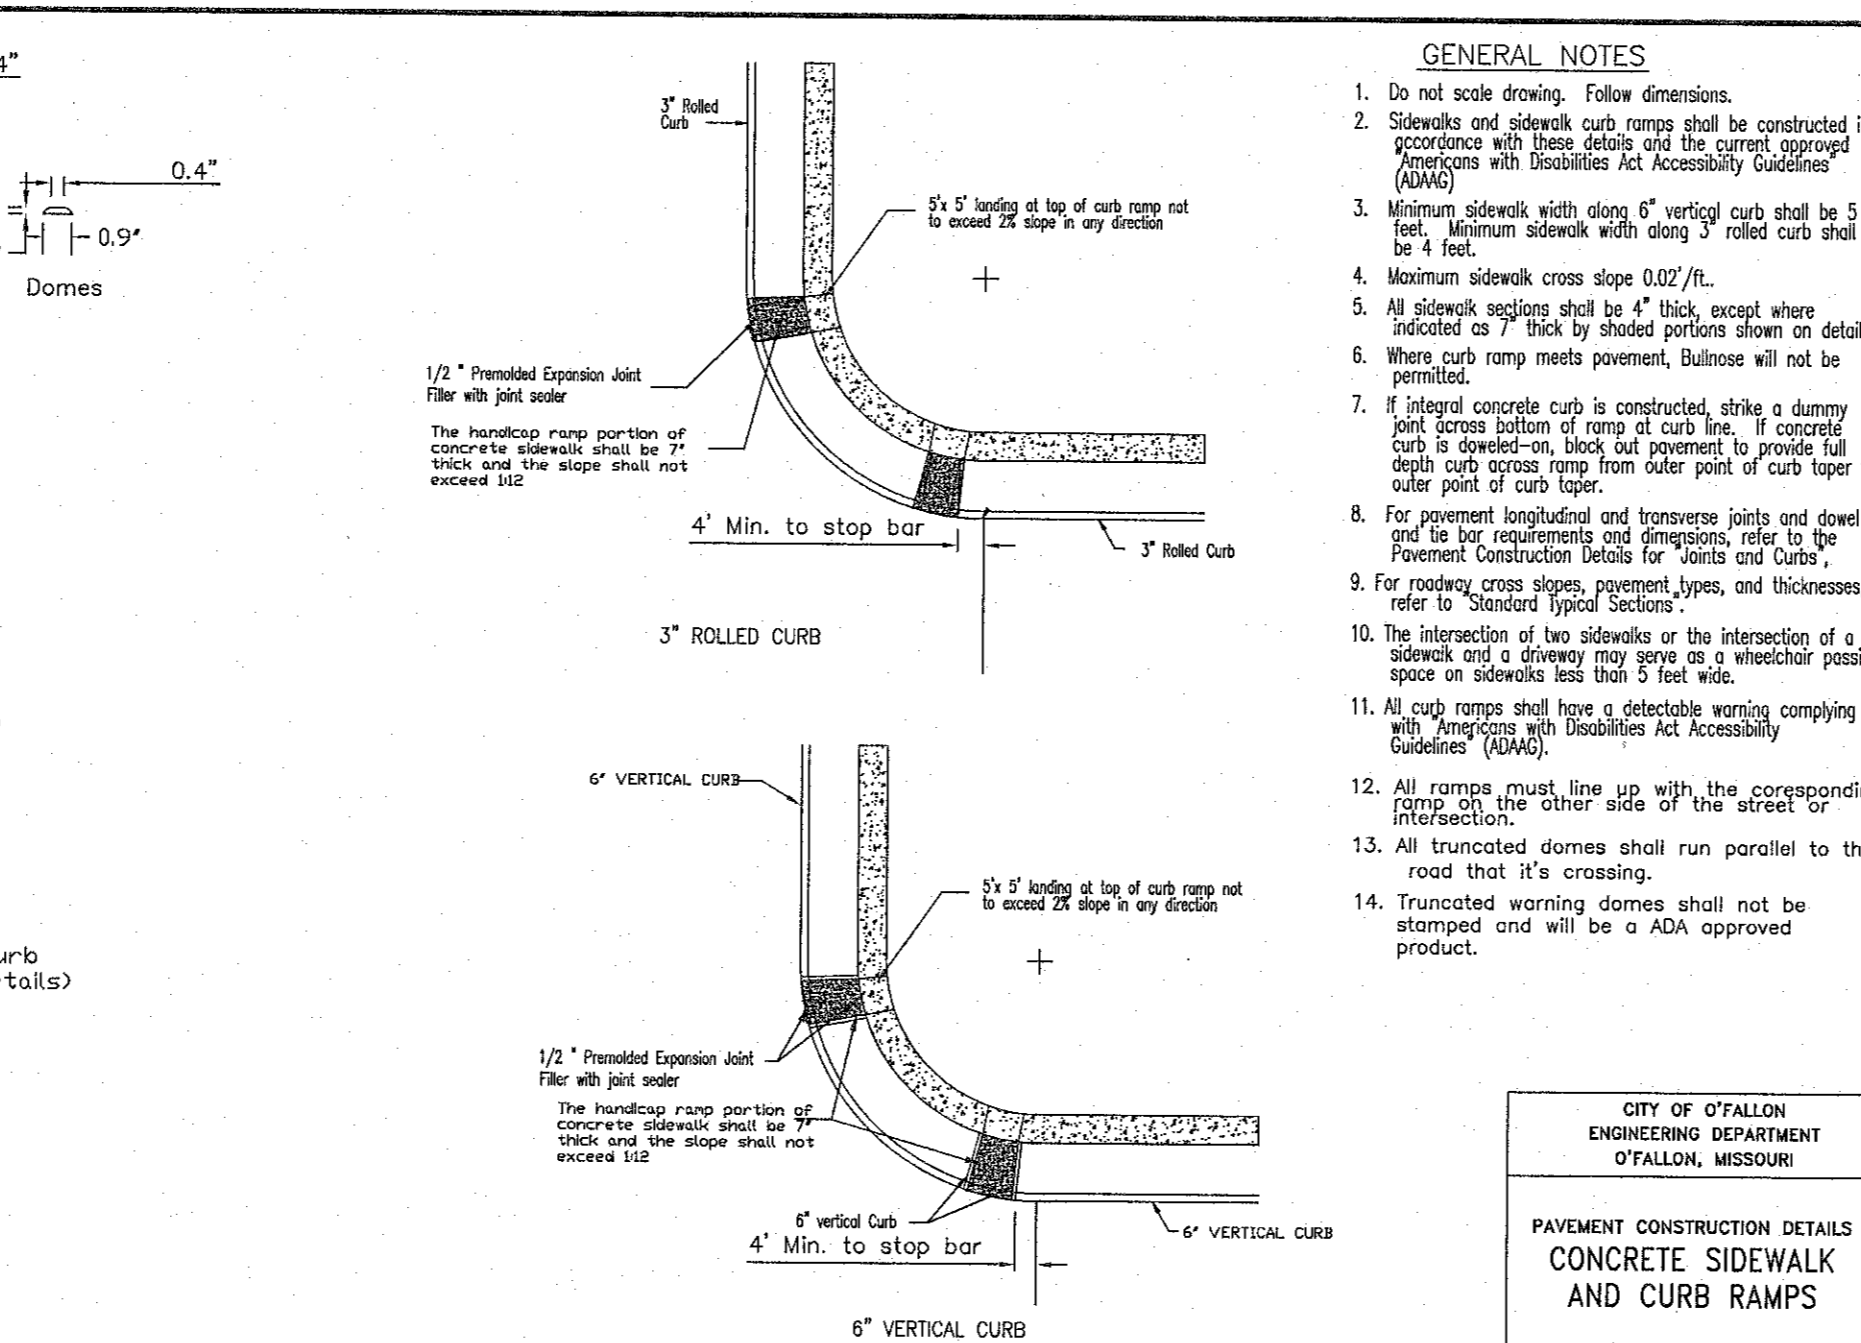 4"
0.4"
0.9"
Domes
urb
tails)
3" Rolled
Curb
5'x 5' landing at top of curb ramp not
to exceed 2% slope in any direction
1/2 " Premolded Expansion Joint
Filler with joint sealer
The handicap ramp portion of
concrete sidewalk shall be 7"
thick and the slope shall not
exceed 1:12
4' Min. to stop bar
3" Rolled Curb
3" ROLLED CURB
6" VERTICAL CURB
5'x 5' landing at top of curb ramp not
to exceed 2% slope in any direction
1/2 " Premolded Expansion Joint
Filler with joint sealer
The handicap ramp portion of
concrete sidewalk shall be 7"
thick and the slope shall not
exceed 1:12
6" vertical Curb
4' Min. to stop bar
6" VERTICAL CURB
6" VERTICAL CURB
GENERAL NOTES
1. Do not scale drawing. Follow dimensions.
2. Sidewalks and sidewalk curb ramps shall be constructed i
accordance with these details and the current approved
"Americans with Disabilities Act Accessibility Guidelines"
(ADAAG)
3. Minimum sidewalk width along 6" vertical curb shall be 5
feet. Minimum sidewalk width along 3" rolled curb shall
be 4 feet.
4. Maximum sidewalk cross slope 0.02'/ft..
5. All sidewalk sections shall be 4" thick, except where
indicated as 7" thick by shaded portions shown on detail
6. Where curb ramp meets pavement, Bullnose will not be
permitted.
7. If integral concrete curb is constructed, strike a dummy
joint across bottom of ramp at curb line. If concrete
curb is doweled-on, block out pavement to provide full
depth curb across ramp from outer point of curb taper
outer point of curb taper.
8. For pavement longitudinal and transverse joints and dowel
and tie bar requirements and dimensions, refer to the
Pavement Construction Details for "Joints and Curbs".
9. For roadway cross slopes, pavement types, and thicknesses
refer to "Standard Typical Sections".
10. The intersection of two sidewalks or the intersection of a
sidewalk and a driveway may serve as a wheelchair passi
space on sidewalks less than 5 feet wide.
11. All curb ramps shall have a detectable warning complying
with "Americans with Disabilities Act Accessibility
Guidelines" (ADAAG).
12. All ramps must line up with the corespondi
ramp on the other side of the street or
intersection.
13. All truncated domes shall run parallel to th
road that it's crossing.
14. Truncated warning domes shall not be
stamped and will be a ADA approved
product.
CITY OF O'FALLON
ENGINEERING DEPARTMENT
O'FALLON, MISSOURI
PAVEMENT CONSTRUCTION DETAILS
CONCRETE SIDEWALK
AND CURB RAMPS